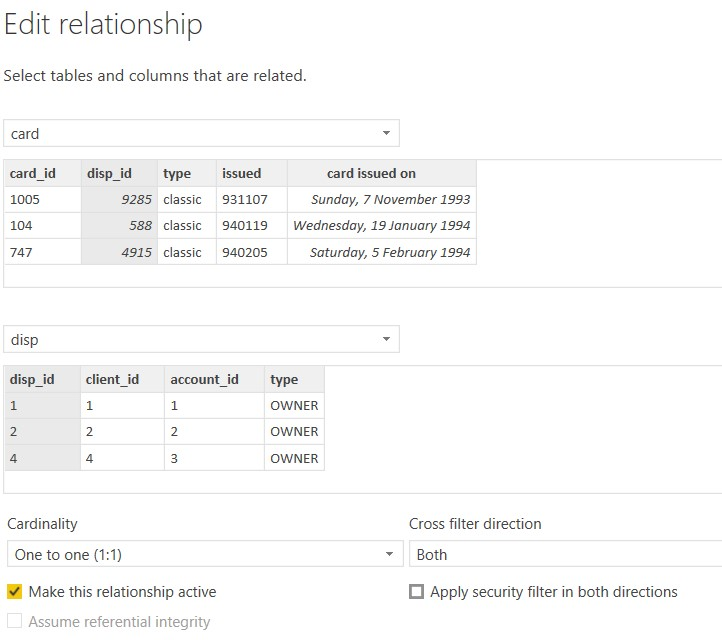 Edit relationship
Select tables and columns that are related.
card
card_id disp_id type issued card issued on
1005 9285 classic 931107 Sunday, 7 November 1993
104 588 classic 940119 Wednesday, 19 January 1994
747 4915 classic 940205 Saturday, 5 February 1994
disp
disp_id client_id account_id type
1 1 1 OWNER
2 2 2 OWNER
4 4 3 OWNER
Cardinality Cross filter direction
One to one (1:1) Both
Make this relationship active Apply security filter in both directions
Assume referential integrity